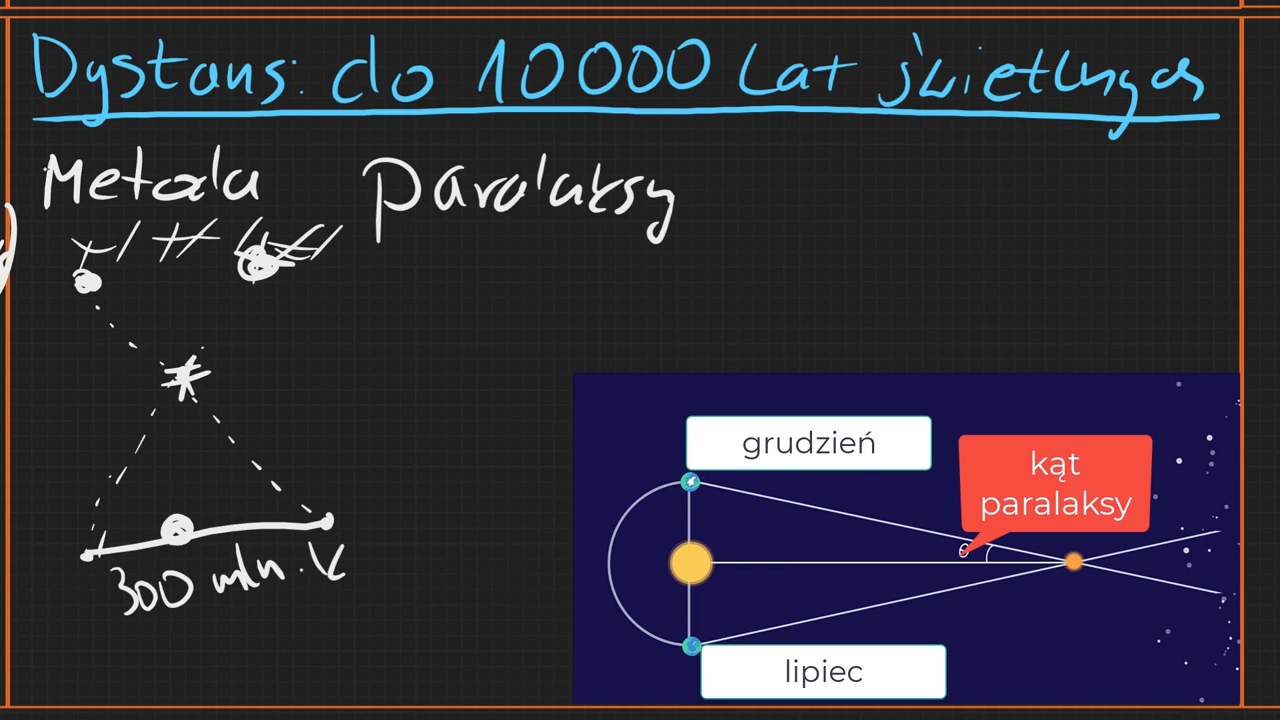 Dystans: do 10000 Lat świetlnych
Metoda Paralaksy
300 mln. k
grudzień
kąt
paralaksy
lipiec